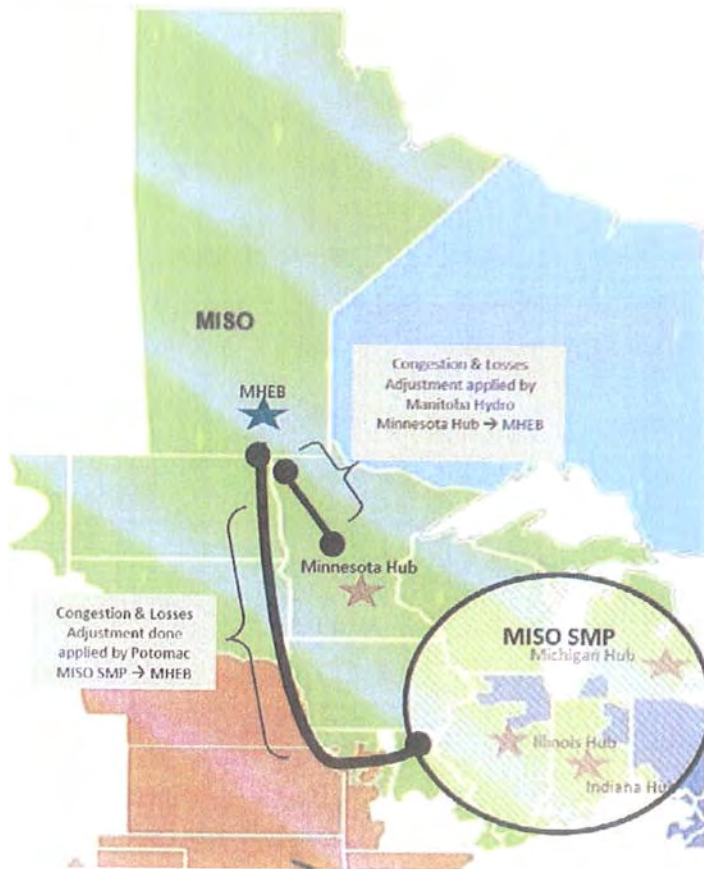 MISO
MHEB
Congestion & Losses
Adjustment applied by
Manitoba Hydro
Minnesota Hub → MHEB
Minnesota Hub
Congestion & Losses
Adjustment done
applied by Potomac
MISO SMP → MHEB
MISO SMP
Michigan Hub
Illinois Hub
Indiana Hub